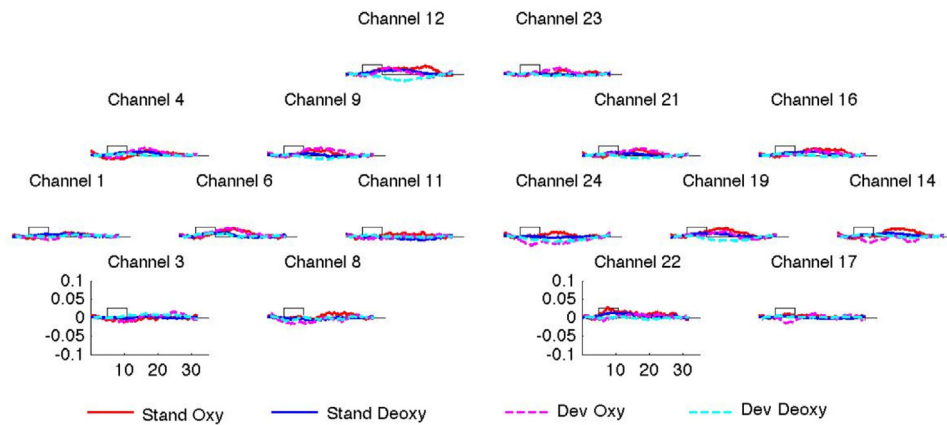 Channel 12 Channel 23
Channel 4 Channel 9 Channel 21 Channel 16
Channel 1 Channel 6 Channel 11 Channel 24 Channel 19 Channel 14
Channel 3 Channel 8 Channel 22 Channel 17
0.1 0.1
0.05 0.05
0 0
-0.05 -0.05
-0.1 -0.1
10 20 30 10 20 30
Stand Oxy Stand Deoxy Dev Oxy Dev Deoxy